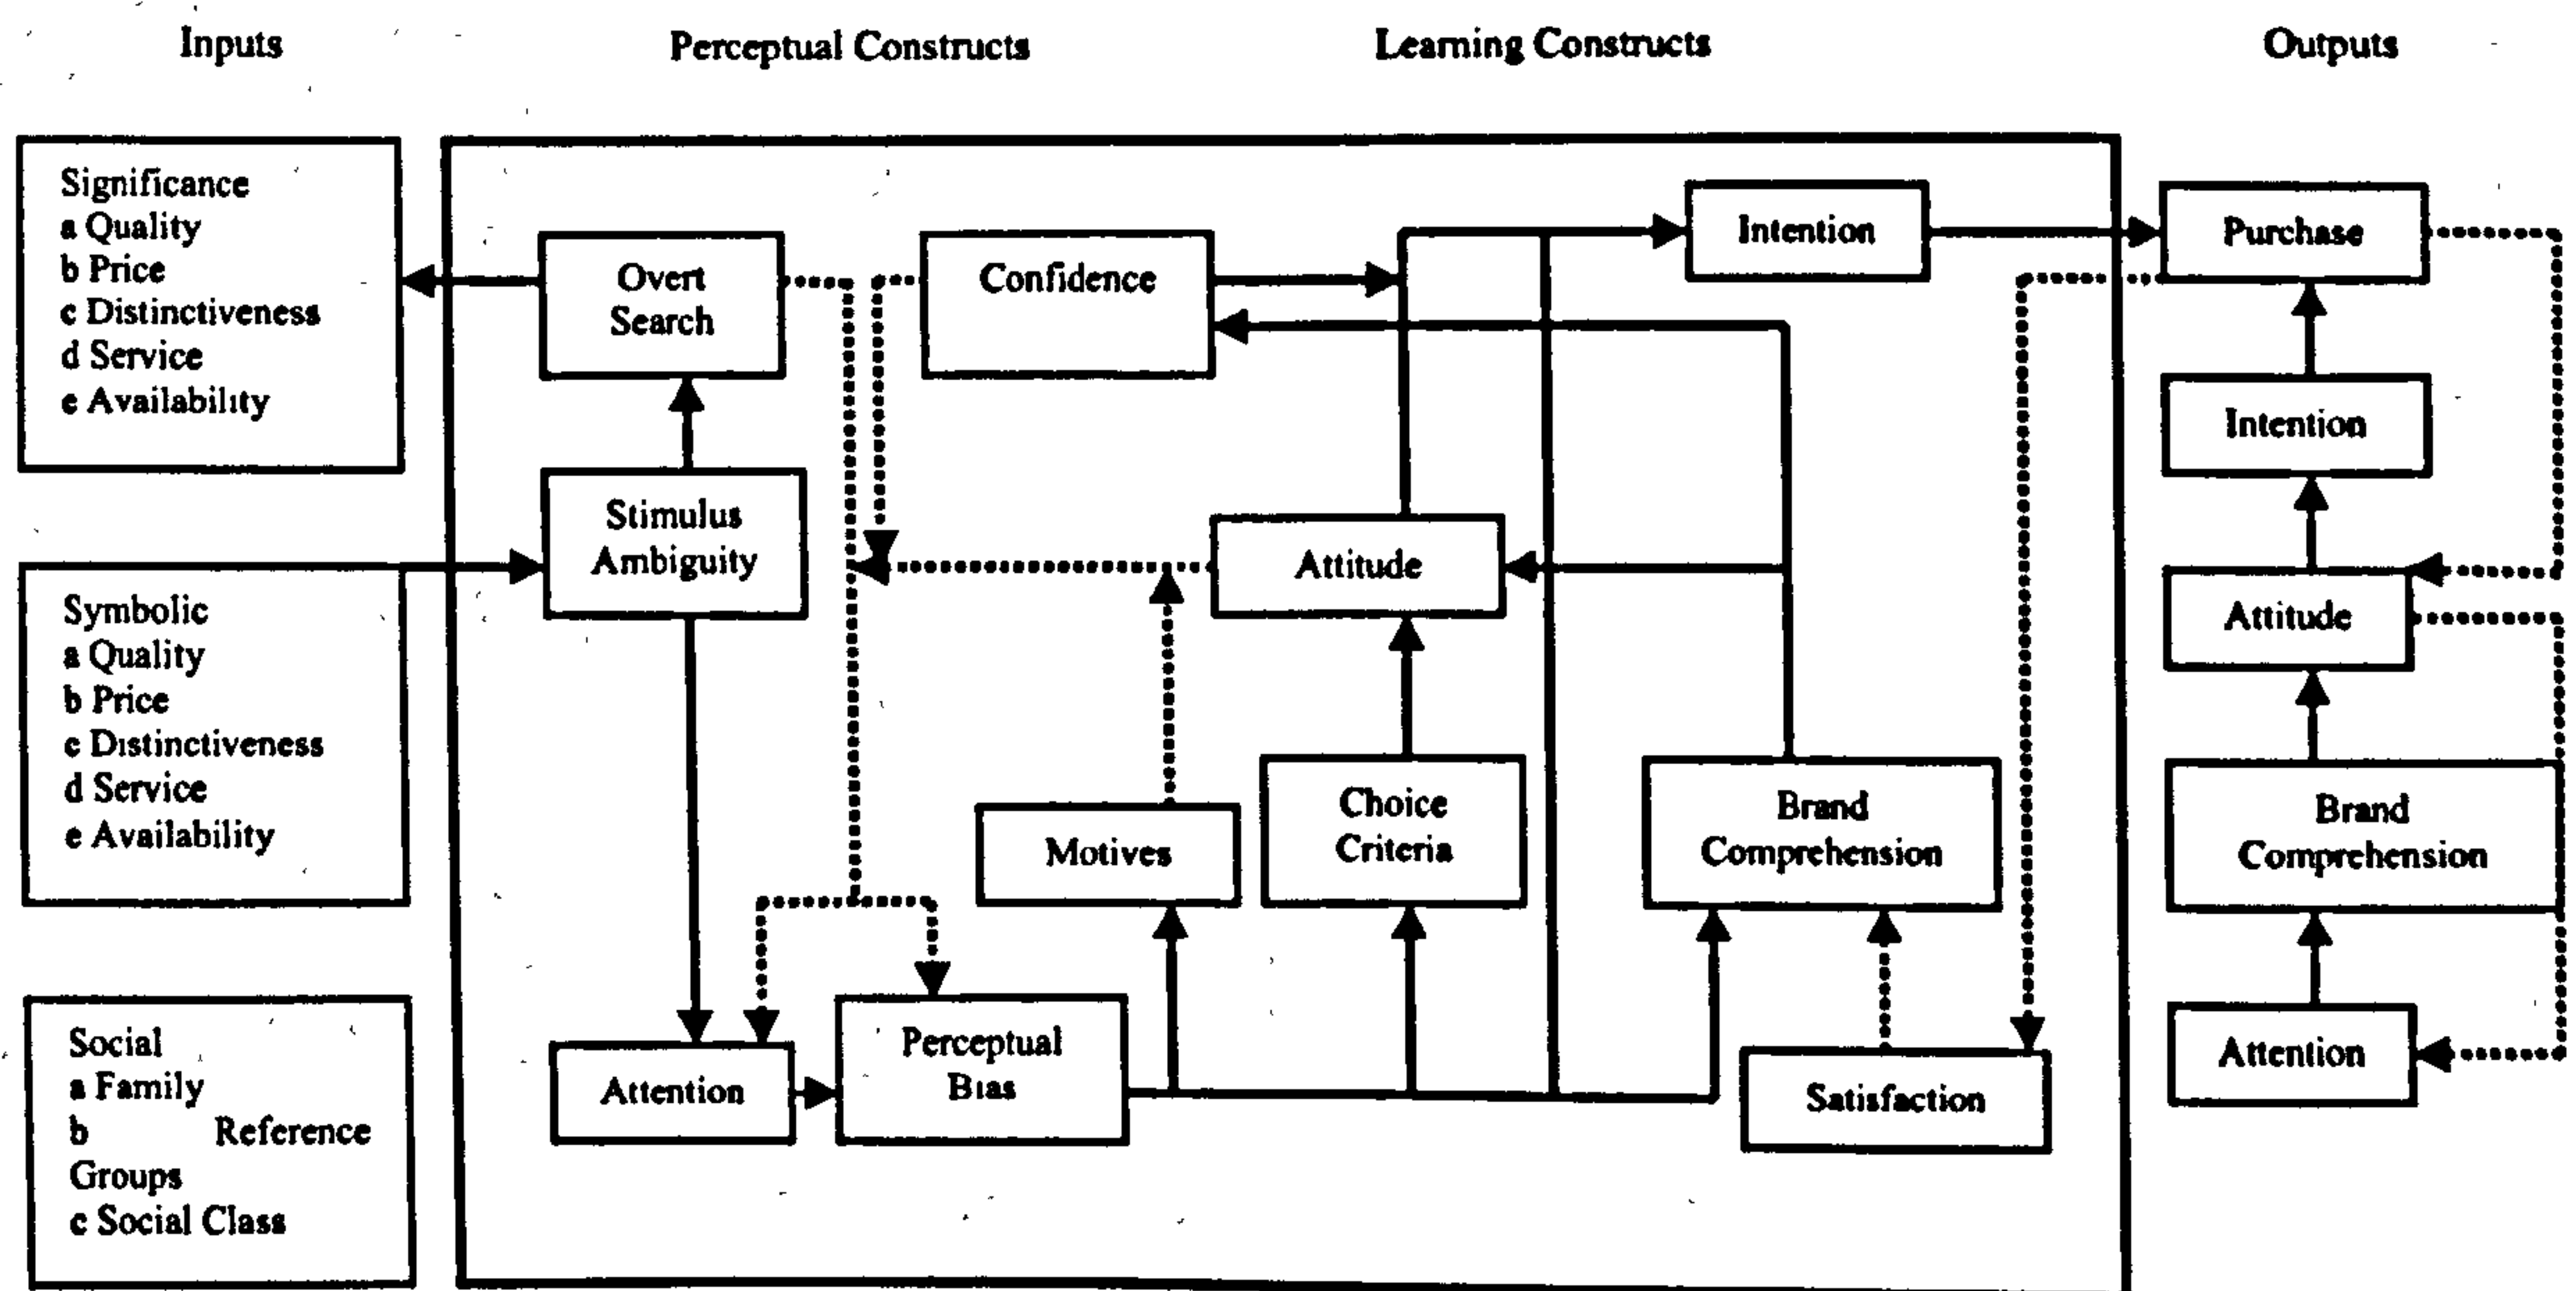 Inputs
Perceptual Constructs
Learning Constructs
Outputs
Significance
a Quality
b Price
c Distinctiveness
d Service
e Availability
Symbolic
a Quality
b Price
c Distinctiveness
d Service
e Availability
Social
a Family
b Reference
Groups
c Social Class
Overt
Search
Stimulus
Ambiguity
Attention
Perceptual
Bias
Confidence
Attitude
Motives
Choice
Criteria
Intention
Brand
Comprehension
Satisfaction
Purchase
Intention
Attitude
Brand
Comprehension
Attention